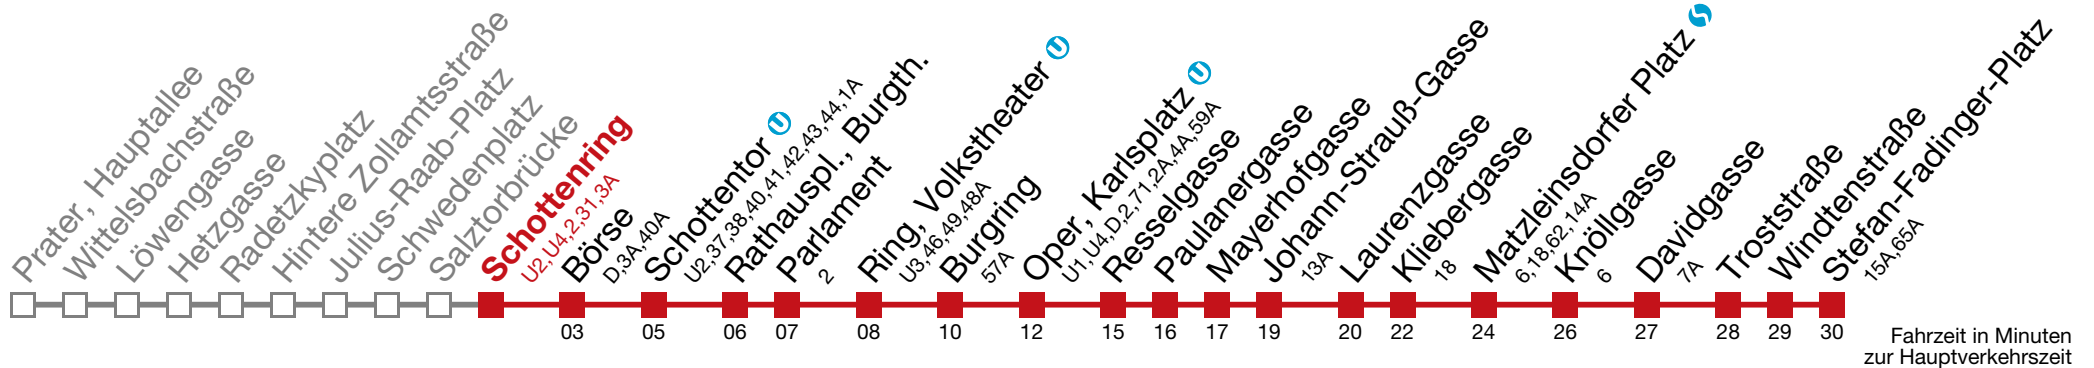 Prater, Hauptallee
Wittelsbachstraße
Löwengasse
Hetzgasse
Radetzkyplatz
Hintere Zollamtsstraße
Julius-Raab-Platz
Schwedenplatz
Salztorbrücke
Schottenring
U2,U4,2,31,3A
Börse
D,3A,40A
Schottentor U
U2,37,38,40,41,42,43,44,1A
Rathauspl., Burgth.
Parlament
2
Ring, Volkstheater U
U3,46,49,48A
Burgring
57A
Oper, Karlsplatz U
U1,U4,D,2,71,2A,4A,59A
Resselgasse
Paulanergasse
Mayerhofgasse
Johann-Strauß-Gasse
13A
Laurenzgasse
Kliebergasse
18
Matzleinsdorfer Platz S
6,18,62,14A
Knöllgasse
6
Davidgasse
7A
Troststraße
Windtenstraße
Stefan-Fadinger-Platz
15A,65A
03 05 06 07 08 10 12 15 16 17 19 20 22 24 26 27 28 29 30
Fahrzeit in Minuten
zur Hauptverkehrszeit